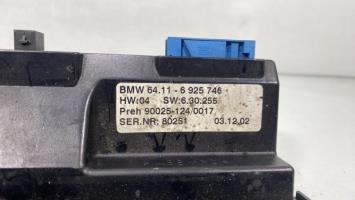 BMW 64.11 - 6 925 746
HW:04 SW:6.30.255
Preh 90025-124/0017
SER.NR: 80251 03.12.02